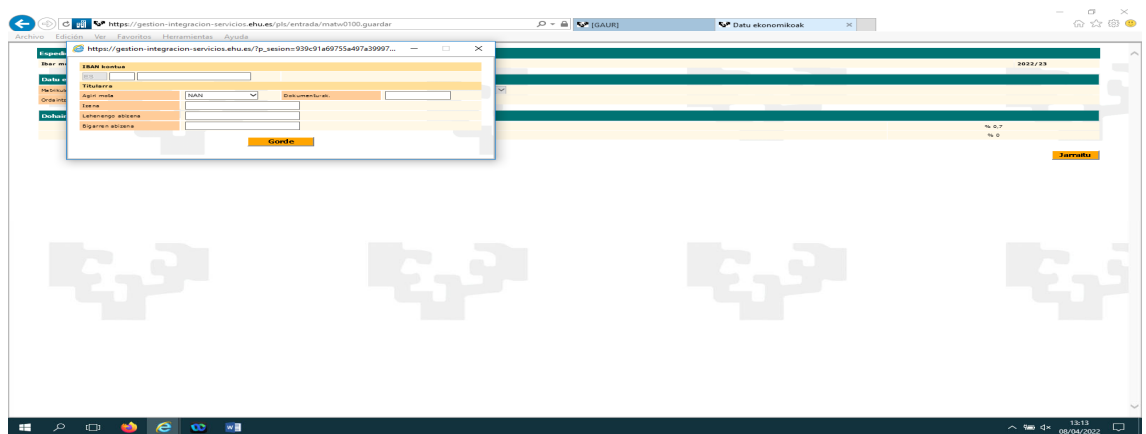 https://gestion-integracion-servicios.ehu.es/pls/entrada/matw0100.guardar
[GAUR]
Datu ekonomikoak
Archivo Edición Ver Favoritos Herramientas Ayuda
https://gestion-integracion-servicios.ehu.es/?p_sesion=939c91a69755a497a39997...
2022/23
IBAN kontua
ES
Titularra
Agiri mota NAN Dokumentu-zk.
Izena
Lehenengo abizena
Bigarren abizena
Gorde
% 0,7
% 0
Jarraitu
13:13
08/04/2022